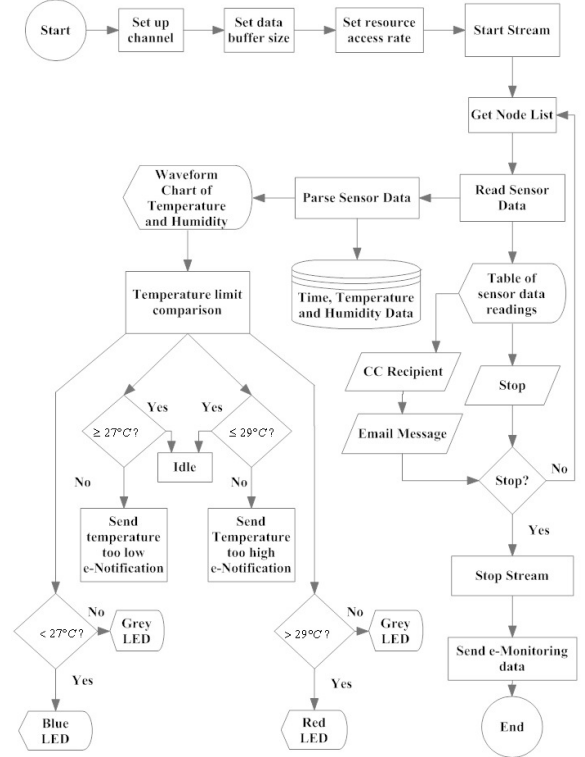 Start
Set up
channel
Set data
buffer size
Set resource
access rate
Start Stream
Get Node List
Waveform
Chart of
Temperature
and Humidity
Parse Sensor Data
Read Sensor
Data
Time, Temperature
and Humidity Data
Table of
sensor data
readings
Temperature limit
comparison
CC Recipient
Stop
Email Message
≥ 27°C?
Yes
Yes
≤ 29°C?
Idle
No
No
Stop?
No
Yes
Send
temperature
too low
e-Notification
Send
Temperature
too high
e-Notification
Stop Stream
< 27°C?
No
Grey
LED
> 29°C?
No
Grey
LED
Yes
Yes
Send e-Monitoring
data
Blue
LED
Red
LED
End